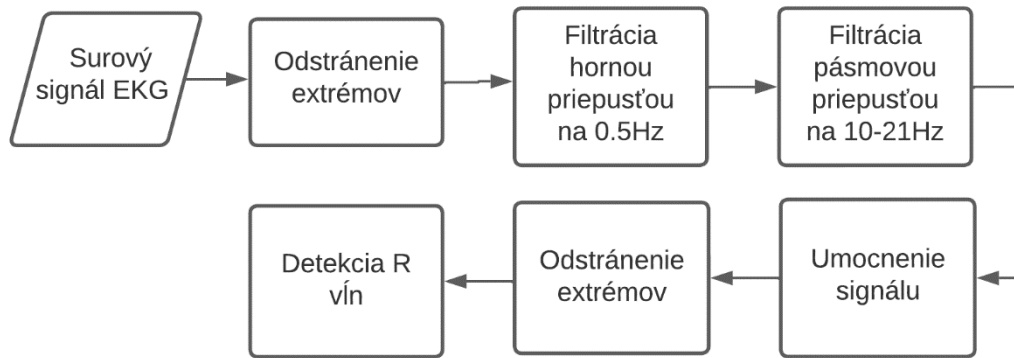 Surový
signál EKG
Odstránenie
extrémov
Filtrácia
hornou
priepusťou
na 0.5Hz
Filtrácia
pásmovou
priepusťou
na 10-21Hz
Umocnenie
signálu
Odstránenie
extrémov
Detekcia R
vĺn